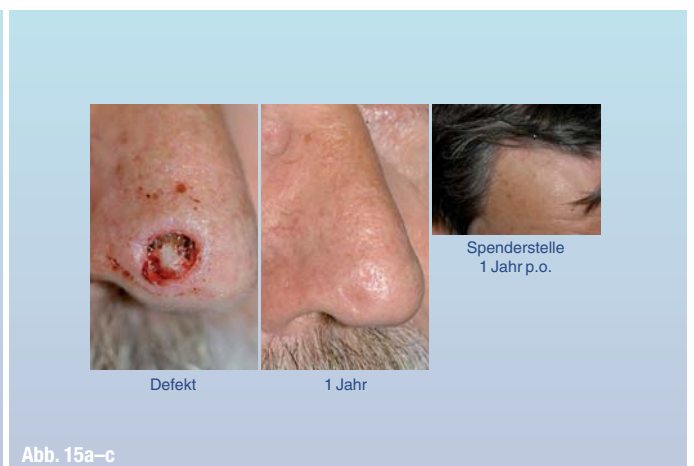 Defekt
1 Jahr
Spenderstelle
1 Jahr p.o.
Abb. 15a–c